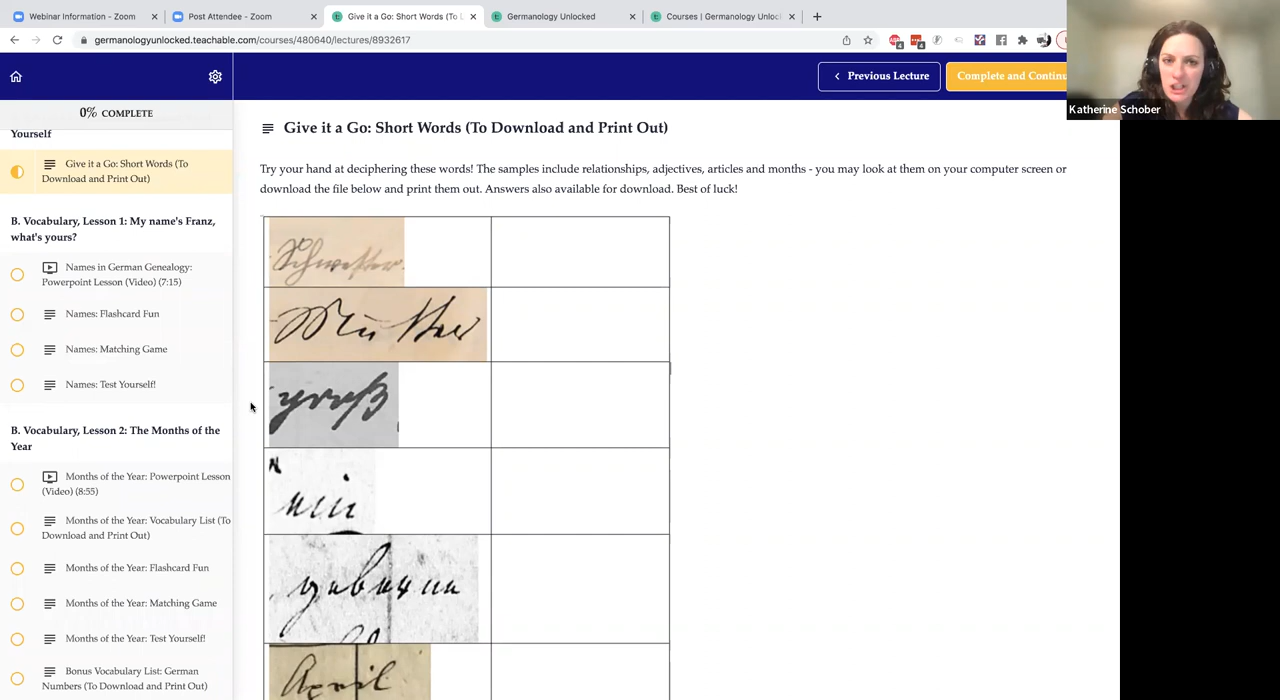 Webinar Information - Zoom
Post Attendee - Zoom
Give it a Go: Short Words (To L
Germanology Unlocked
Courses | Germanology Unloc
germanologyunlocked.teachable.com/courses/480640/lectures/8932617
Previous Lecture
Complete and Continu
Katherine Schober
0% COMPLETE
Yourself
Give it a Go: Short Words (To
Download and Print Out)
B. Vocabulary, Lesson 1: My name's Franz,
what's yours?
Names in German Genealogy:
Powerpoint Lesson (Video) (7:15)
Names: Flashcard Fun
Names: Matching Game
Names: Test Yourself!
B. Vocabulary, Lesson 2: The Months of the
Year
Months of the Year: Powerpoint Lesson
(Video) (8:55)
Months of the Year: Vocabulary List (To
Download and Print Out)
Months of the Year: Flashcard Fun
Months of the Year: Matching Game
Months of the Year: Test Yourself!
Bonus Vocabulary List: German
Numbers (To Download and Print Out)
Give it a Go: Short Words (To Download and Print Out)
Try your hand at deciphering these words! The samples include relationships, adjectives, articles and months - you may look at them on your computer screen or
download the file below and print them out. Answers also available for download. Best of luck!
Schwester
Mutter
groß
ein
geborene
April